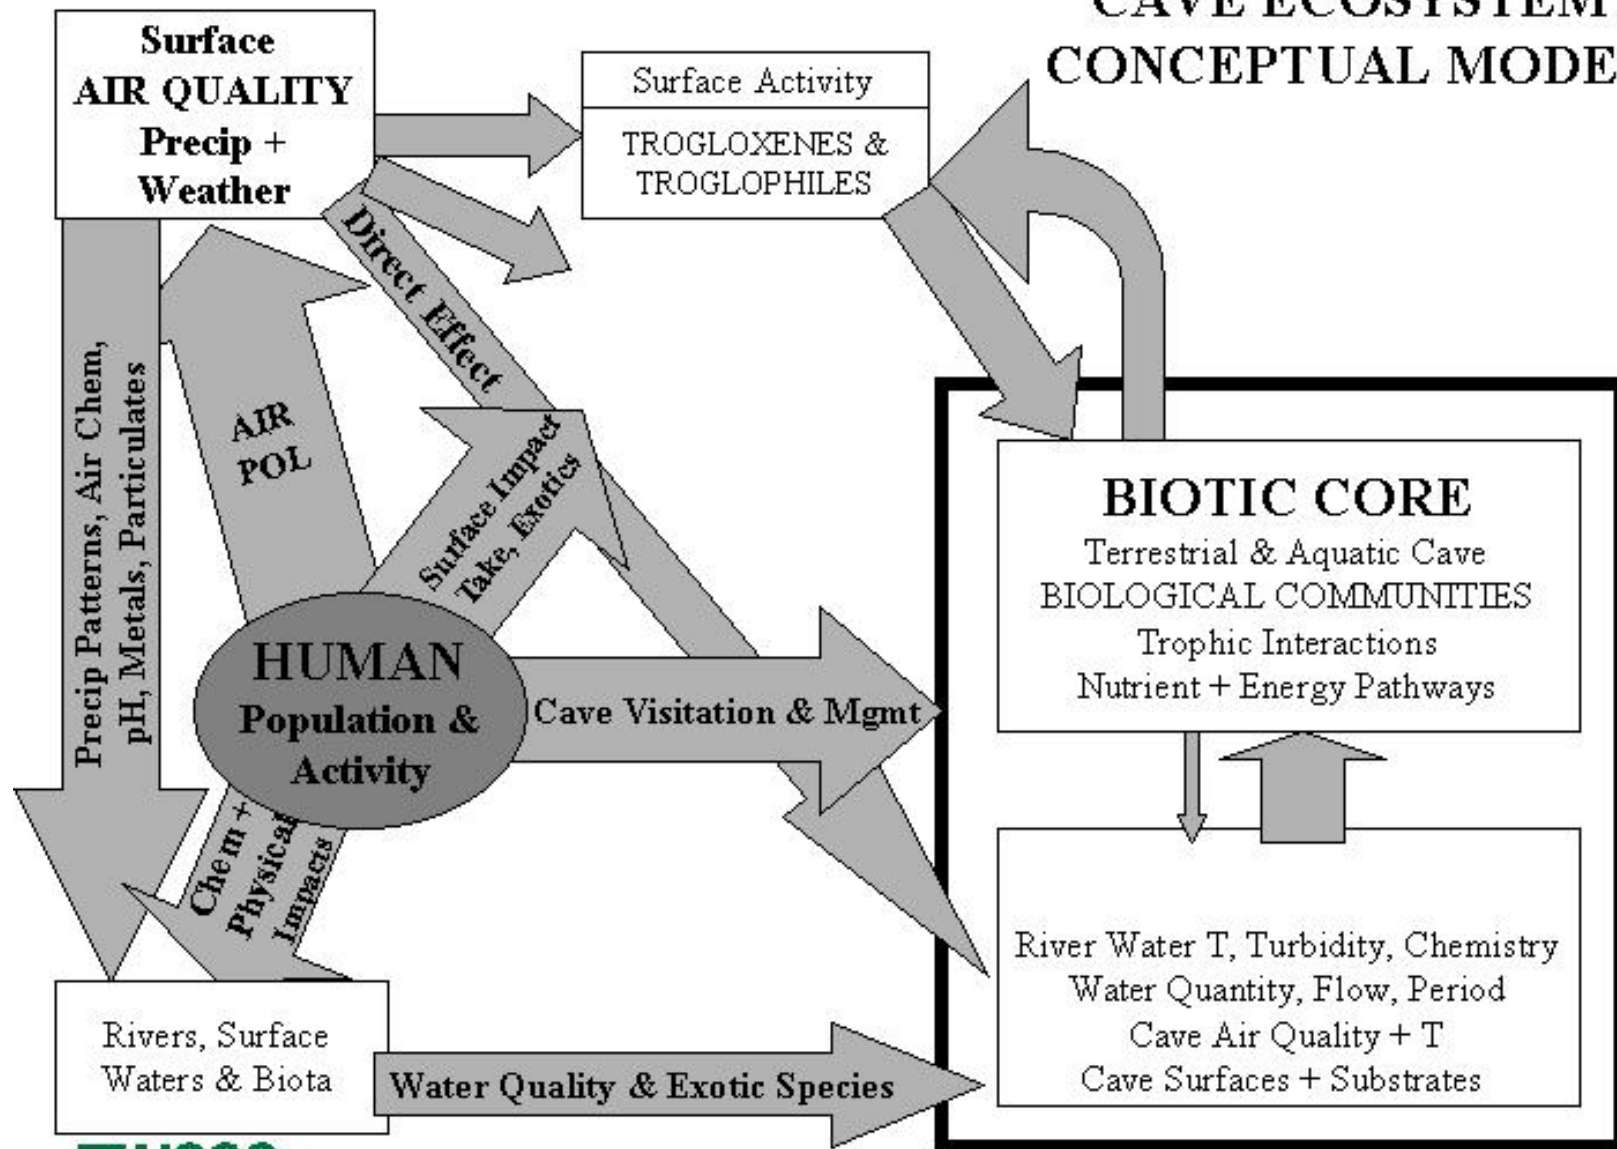 CAVE ECOSYSTEM
CONCEPTUAL MODE
Surface
AIR QUALITY
Precip +
Weather
Surface Activity
TROGLOXENES &
TROGLOPHILES
Direct Effect
Precip Patterns, Air Chem,
pH, Metals, Particulates
AIR
POL
Surface Impact
Take, Exotics
HUMAN
Population &
Activity
Cave Visitation & Mgmt
Chem +
Physical
Impacts
BIOTIC CORE
Terrestrial & Aquatic Cave
BIOLOGICAL COMMUNITIES
Trophic Interactions
Nutrient + Energy Pathways
River Water T, Turbidity, Chemistry
Water Quantity, Flow, Period
Cave Air Quality + T
Cave Surfaces + Substrates
Rivers, Surface
Waters & Biota
Water Quality & Exotic Species